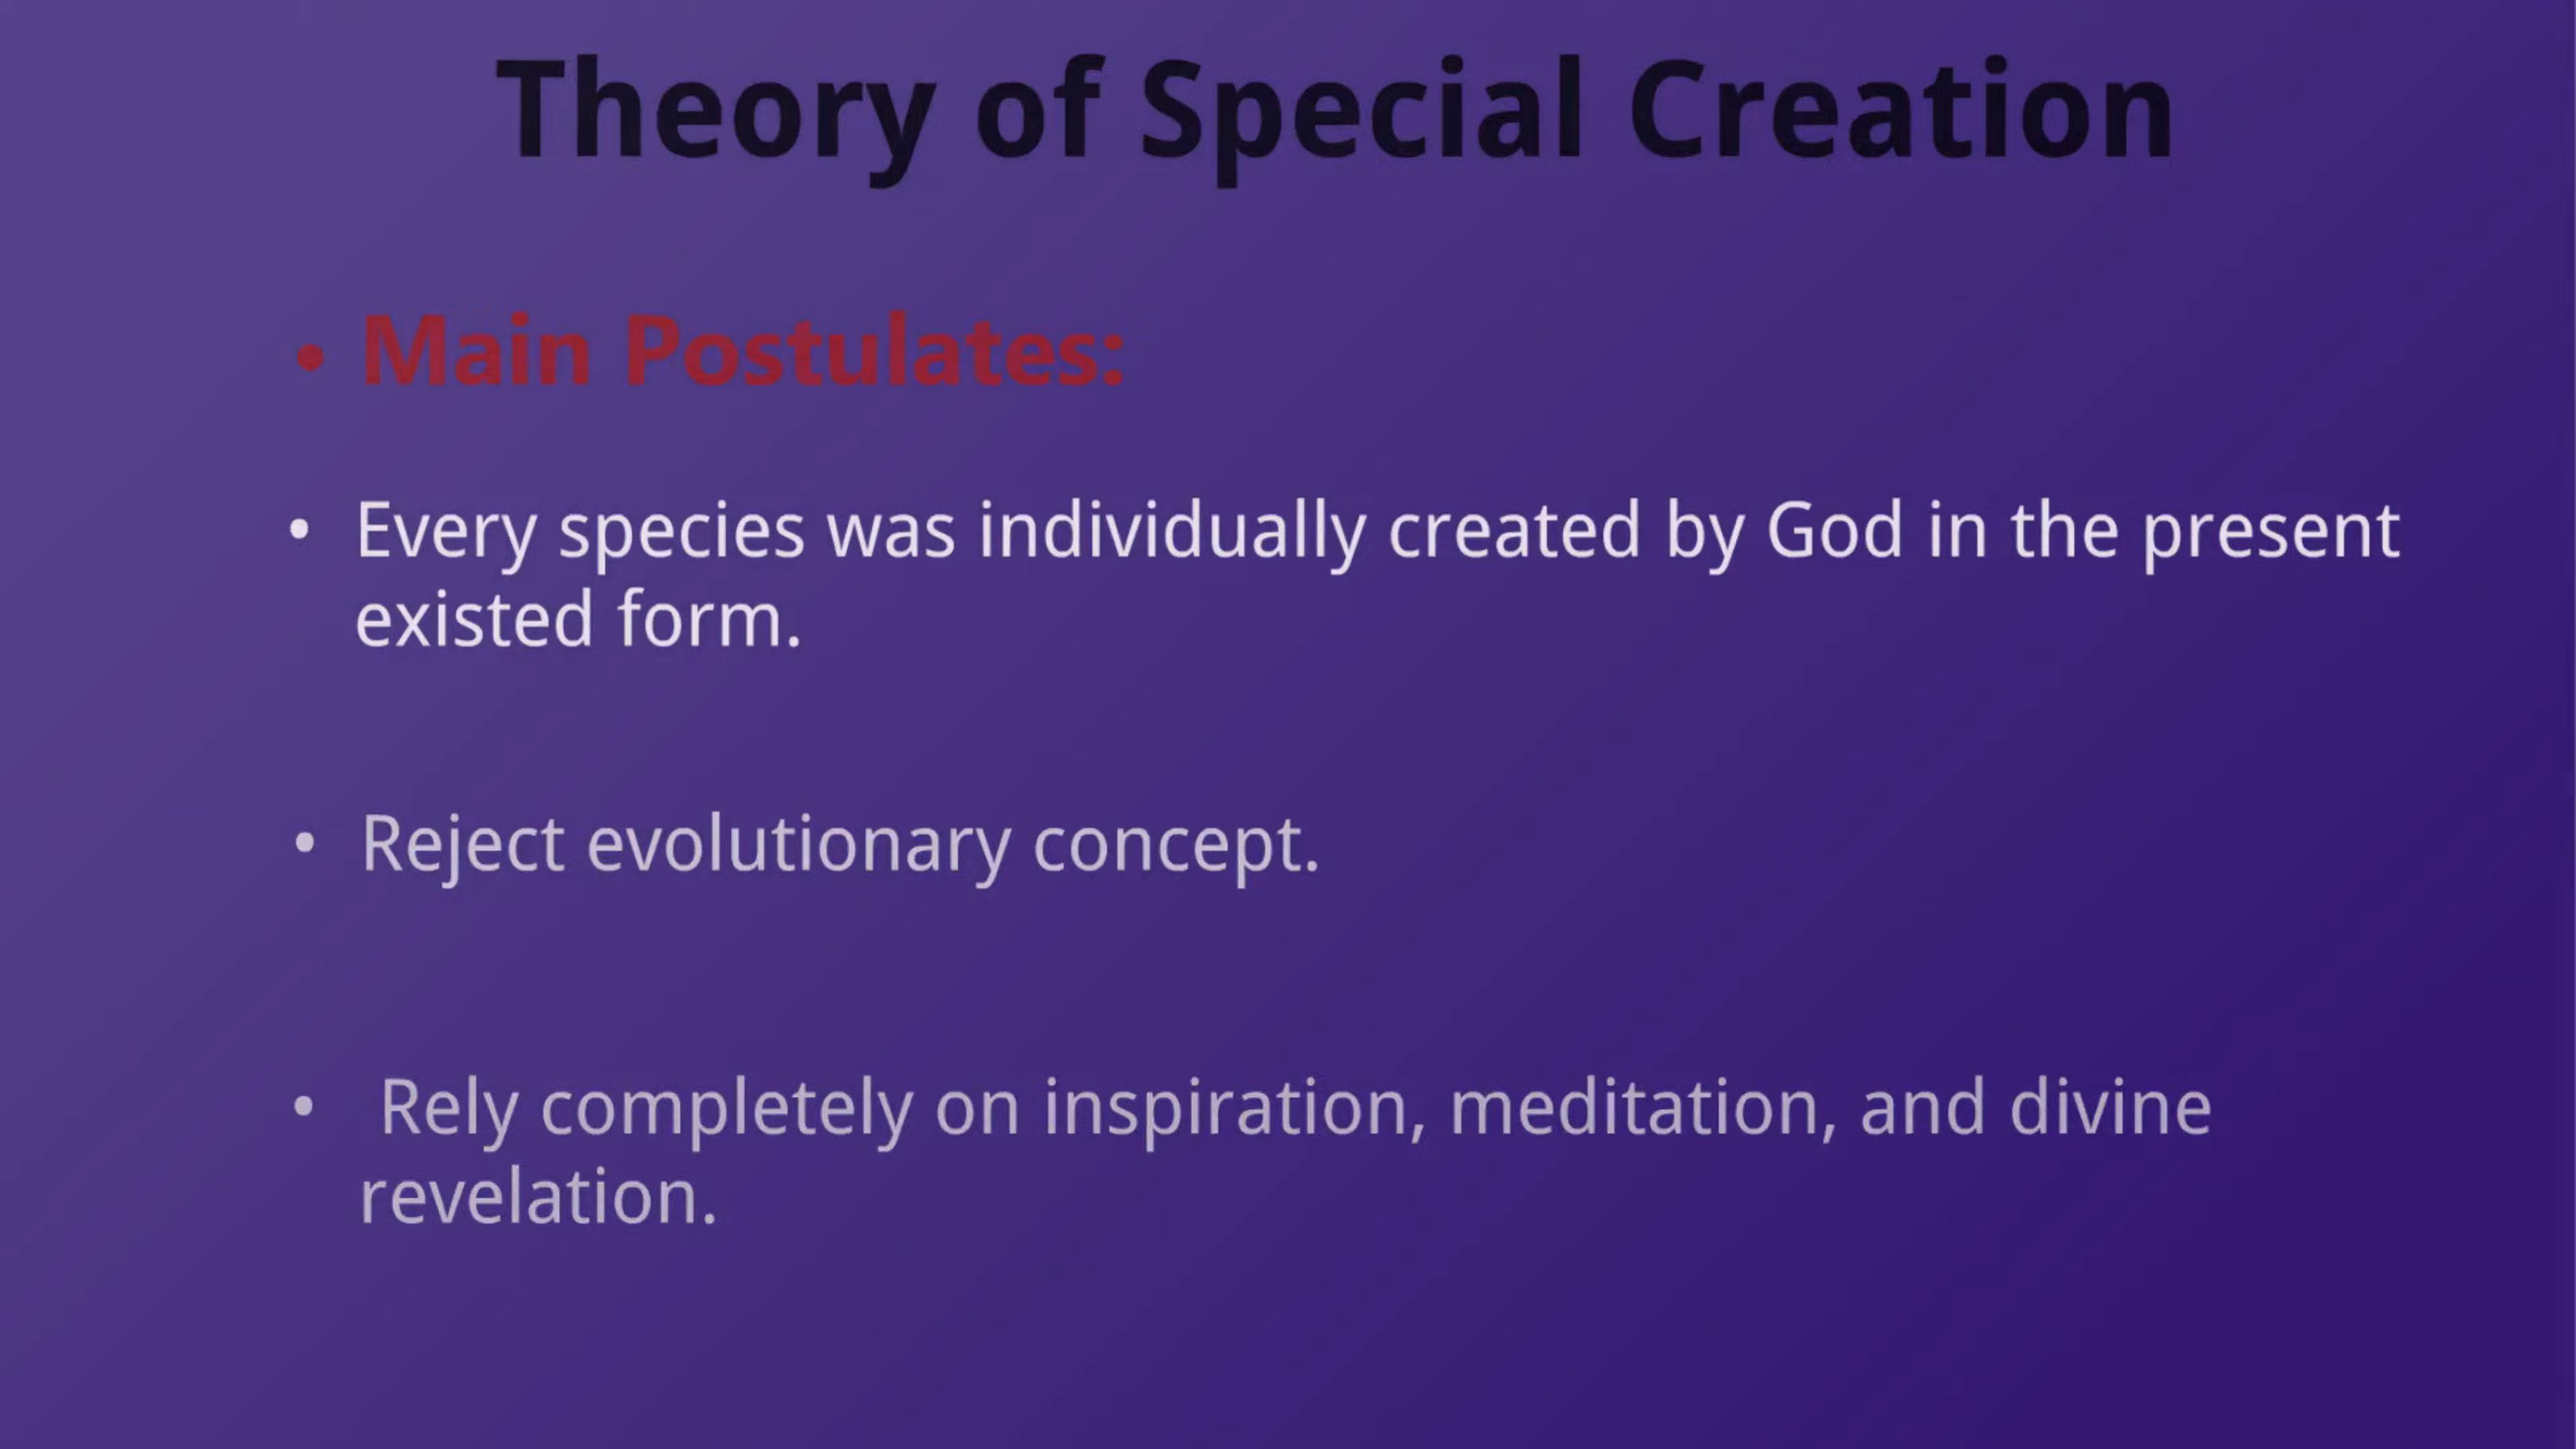 Theory of Special Creation
• Main Postulates:
• Every species was individually created by God in the present
existed form.
• Reject evolutionary concept.
• Rely completely on inspiration, meditation, and divine
revelation.